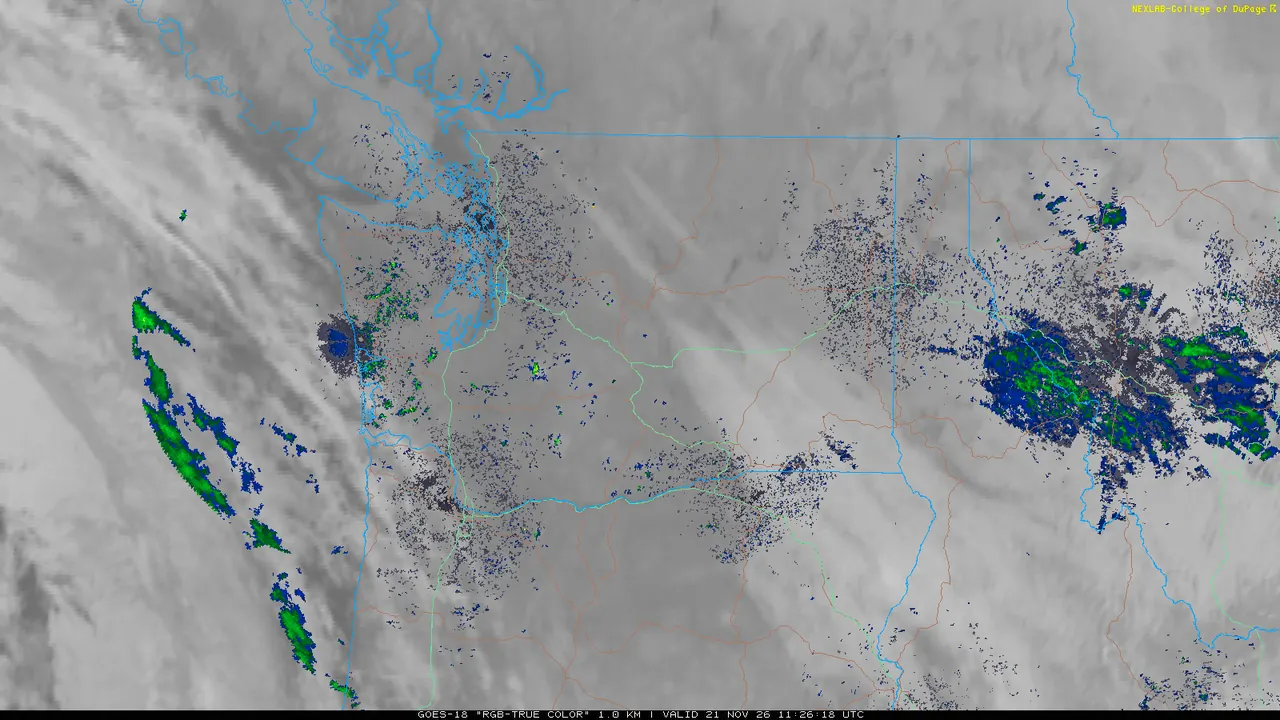 NEXLAB-College of DuPage
GOES-18 "RGB-TRUE COLOR" 1.0 KM | VALID 21 NOV 26 11:26:18 UTC